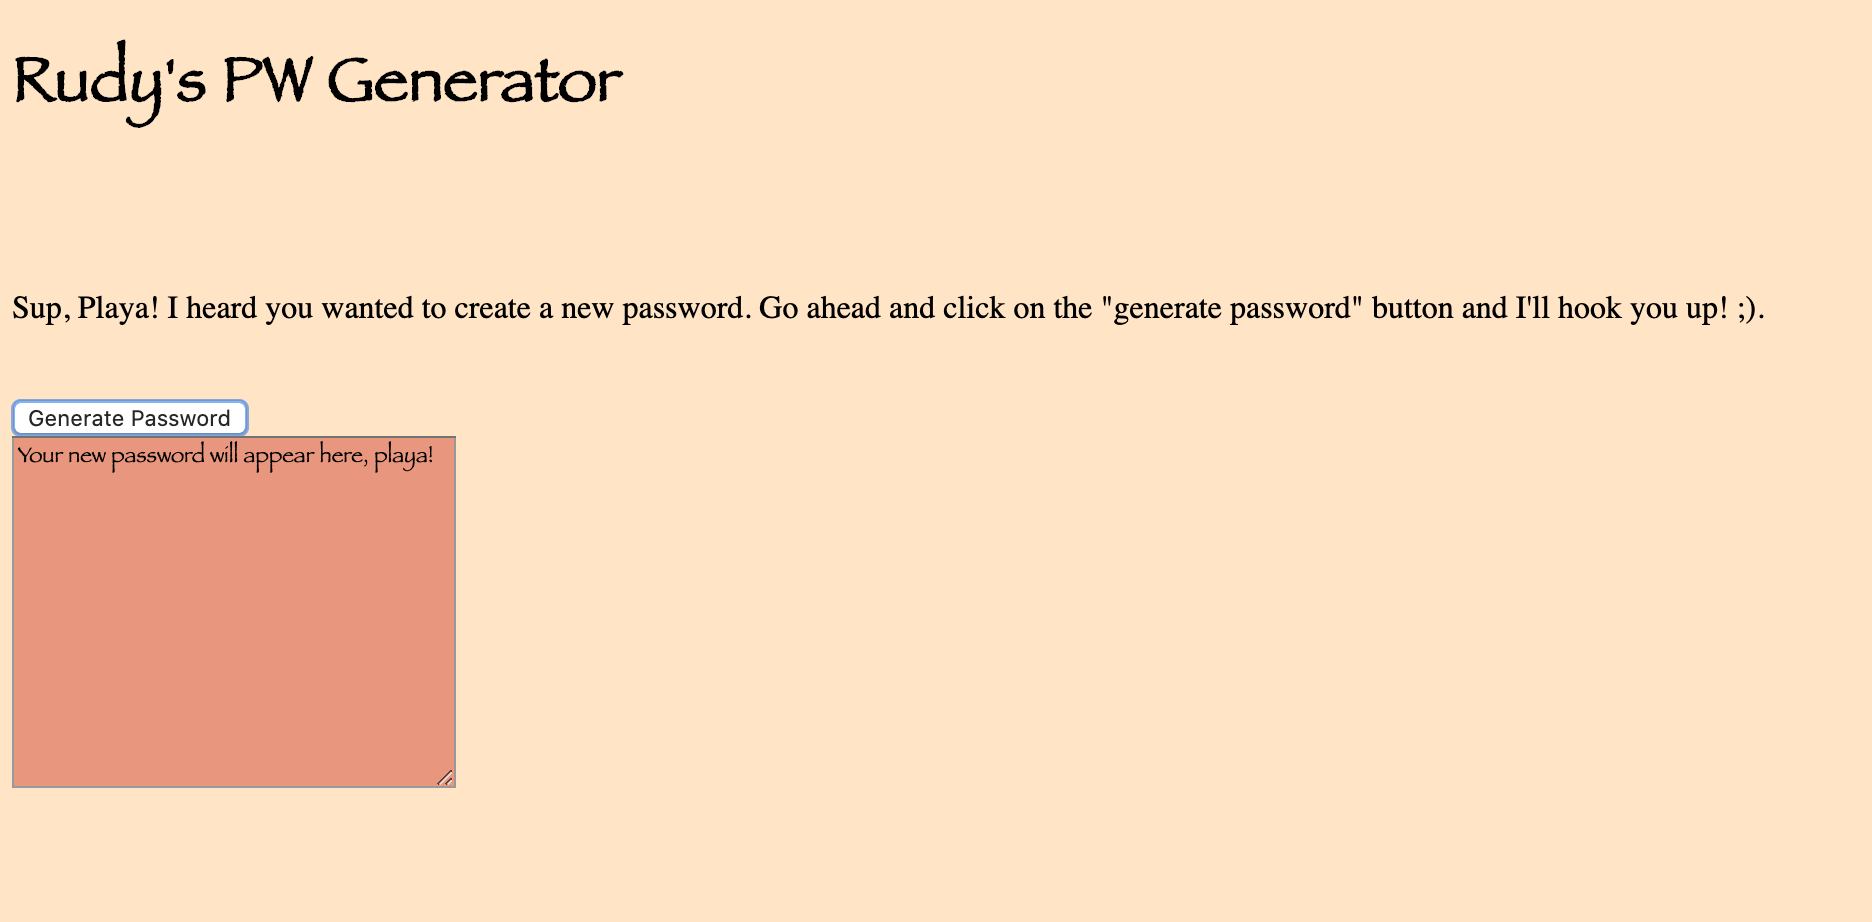 Rudy's PW Generator
Sup, Playa! I heard you wanted to create a new password. Go ahead and click on the "generate password" button and I'll hook you up! ;).
Generate Password
Your new password will appear here, playa!